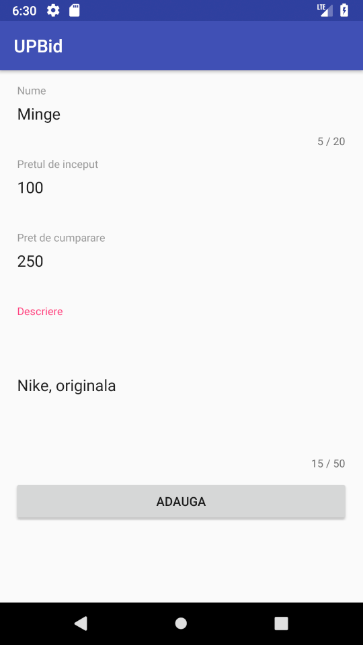 6:30
LTE
UPBid
Nume
Minge
5 / 20
Pretul de inceput
100
Pret de cumparare
250
Descriere
Nike, originala
15 / 50
ADAUGA